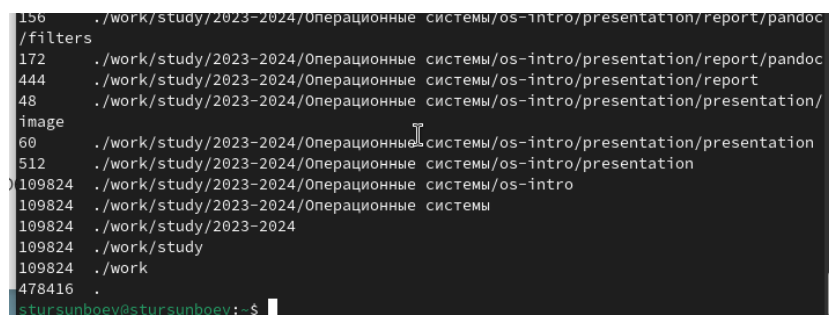 156     ./work/study/2023-2024/Операционные системы/os-intro/presentation/report/pandoc
/filters
172     ./work/study/2023-2024/Операционные системы/os-intro/presentation/report/pandoc
444     ./work/study/2023-2024/Операционные системы/os-intro/presentation/report
48      ./work/study/2023-2024/Операционные системы/os-intro/presentation/presentation/
image
60      ./work/study/2023-2024/Операционные системы/os-intro/presentation/presentation
512     ./work/study/2023-2024/Операционные системы/os-intro/presentation
109824  ./work/study/2023-2024/Операционные системы/os-intro
109824  ./work/study/2023-2024/Операционные системы
109824  ./work/study/2023-2024
109824  ./work/study
109824  ./work
478416  .
stursunboev@stursunboev:~$